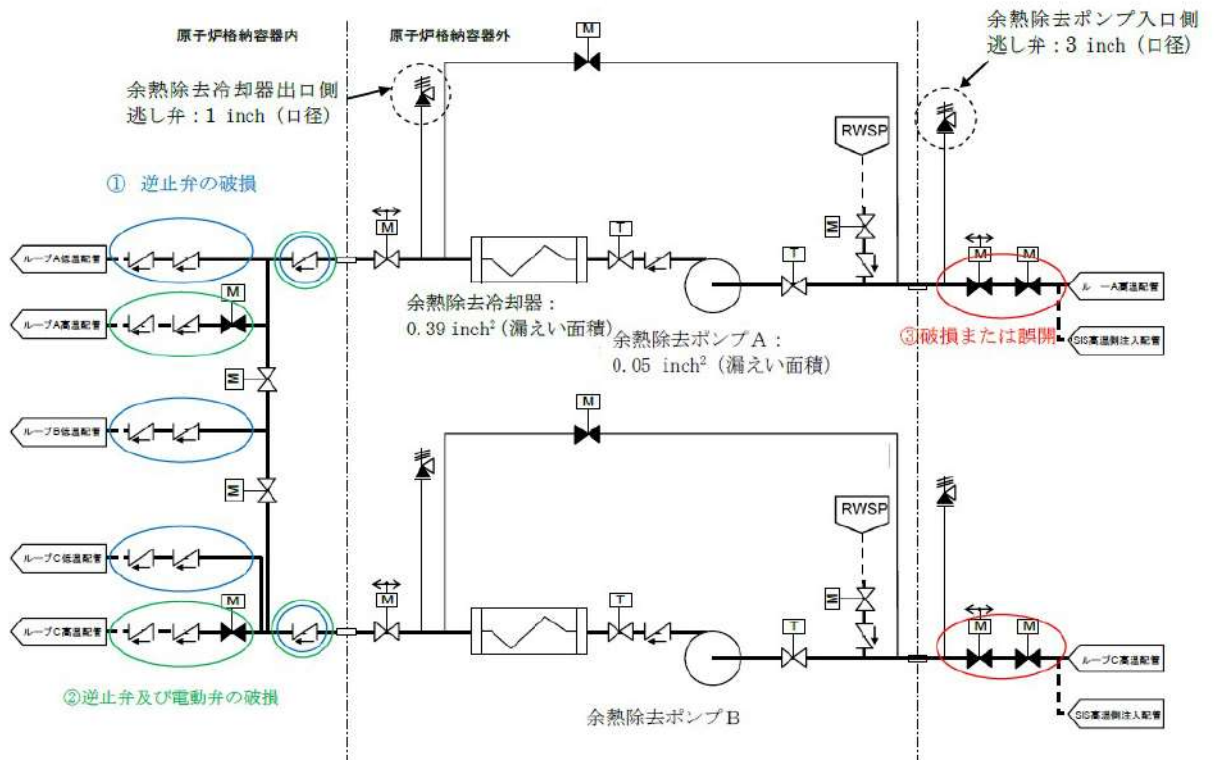 原子炉格納容器内
原子炉格納容器外
余熱除去ポンプ入口側
逃し弁：3 inch（口径）
余熱除去冷却器出口側
逃し弁：1 inch（口径）
M
RWSP
① 逆止弁の破損
M
M
T
T
M
M
ループA低温配管
ル ーA高温配管
余熱除去冷却器：
0.39 inch²（漏えい面積）
余熱除去ポンプA：
0.05 inch²（漏えい面積）
③破損または誤開
SIS高温側注入配管
M
ループA高温配管
M
M
ループB低温配管
M
RWSP
M
ループC低温配管
M
M
T
T
M
M
M
ループC高温配管
ループC高温配管
②逆止弁及び電動弁の破損
余熱除去ポンプB
SIS高温側注入配管